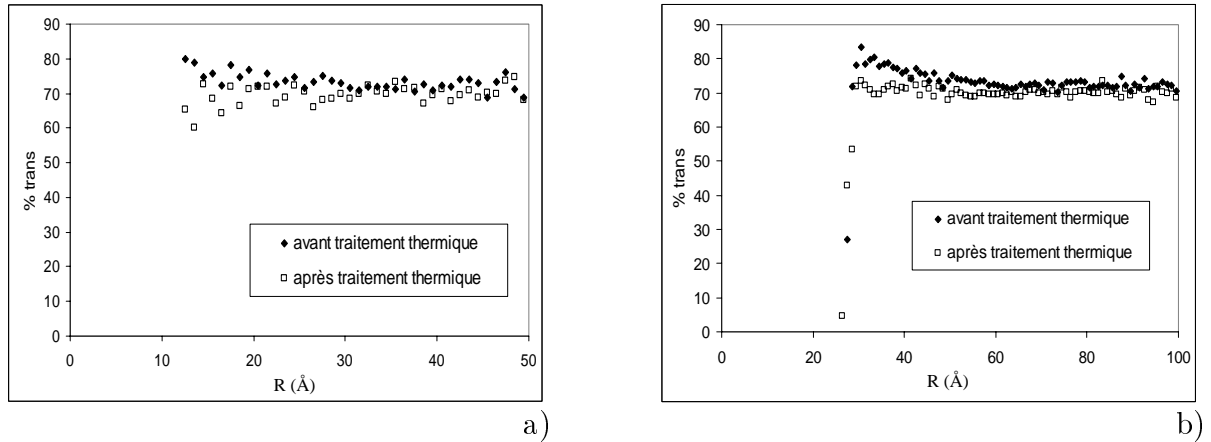 90
80
70
60
50
40
30
20
10
0
% trans
avant traitement thermique
après traitement thermique
0 10 20 30 40 50
R (Å)
a)
90
80
70
60
50
40
30
20
10
0
% trans
avant traitement thermique
après traitement thermique
0 20 40 60 80 100
R (Å)
b)